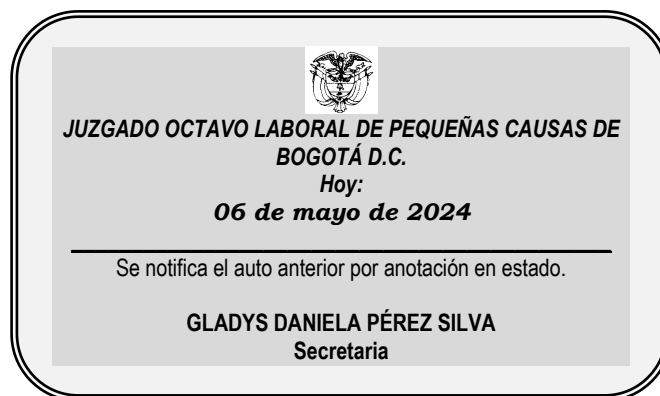 JUZGADO OCTAVO LABORAL DE PEQUEÑAS CAUSAS DE
BOGOTÁ D.C.
Hoy:
06 de mayo de 2024
Se notifica el auto anterior por anotación en estado.
GLADYS DANIELA PÉREZ SILVA
Secretaria